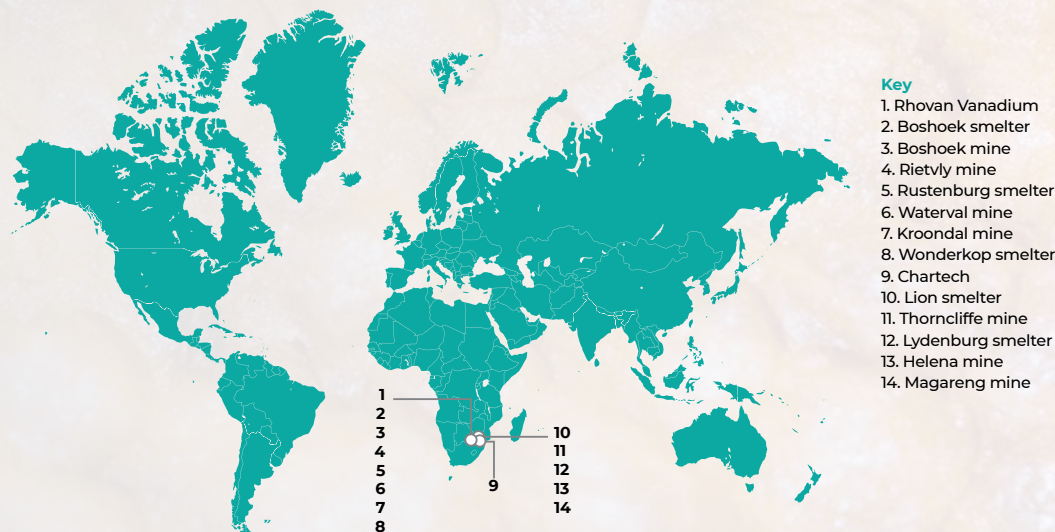 Key
1. Rhovan Vanadium
2. Boshoek smelter
3. Boshoek mine
4. Rietvly mine
5. Rustenburg smelter
6. Waterval mine
7. Kroondal mine
8. Wonderkop smelter
9. Chartech
10. Lion smelter
11. Thorncliffe mine
12. Lydenburg smelter
13. Helena mine
14. Magareng mine
1
2
3
4
5
6
7
8
9
10
11
12
13
14